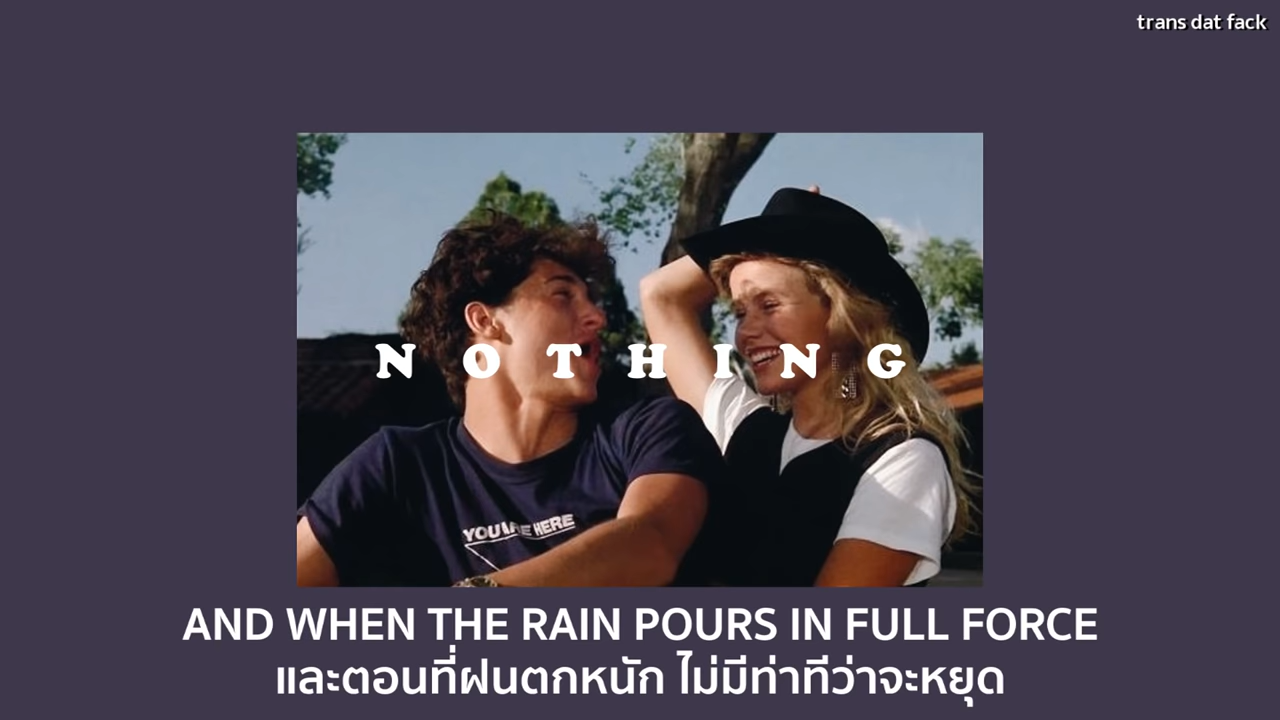 trans dat fack
NOTHING
YOU ARE HERE
AND WHEN THE RAIN POURS IN FULL FORCE
และตอนที่ฝนตกหนัก ไม่มีท่าทีว่าจะหยุด